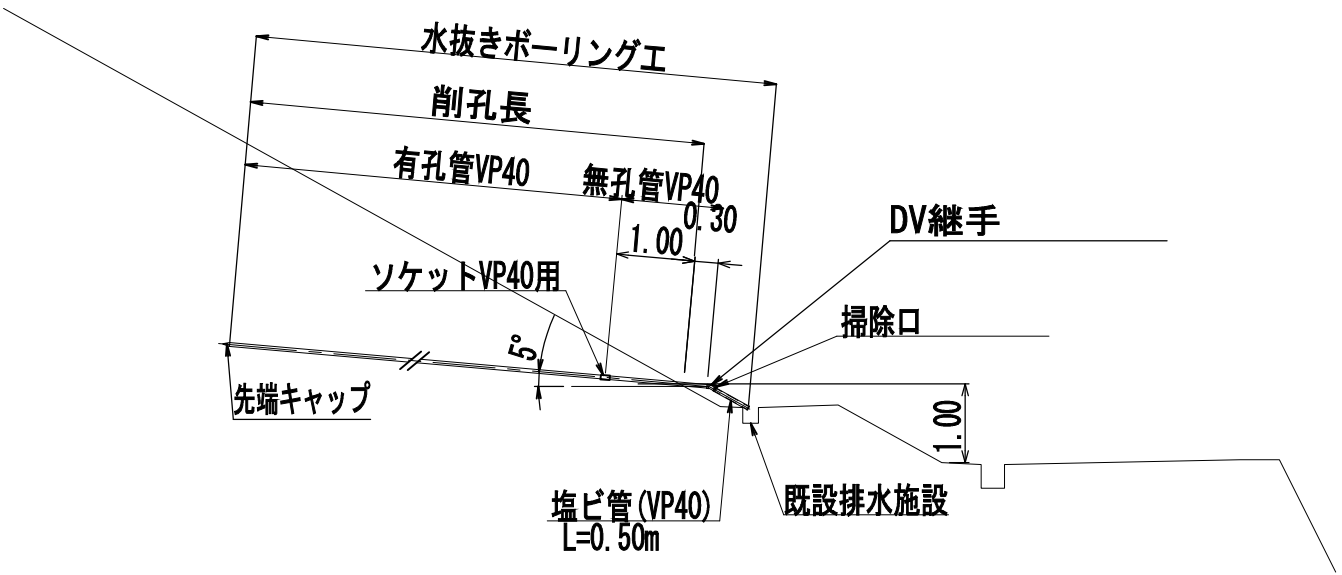 水抜きボーリング工
削孔長
有孔管VP40
無孔管VP40
0.30
1.00
DV継手
ソケットVP40用
掃除口
5°
先端キャップ
1.00
塩ビ管(VP40)
L=0.50m
既設排水施設